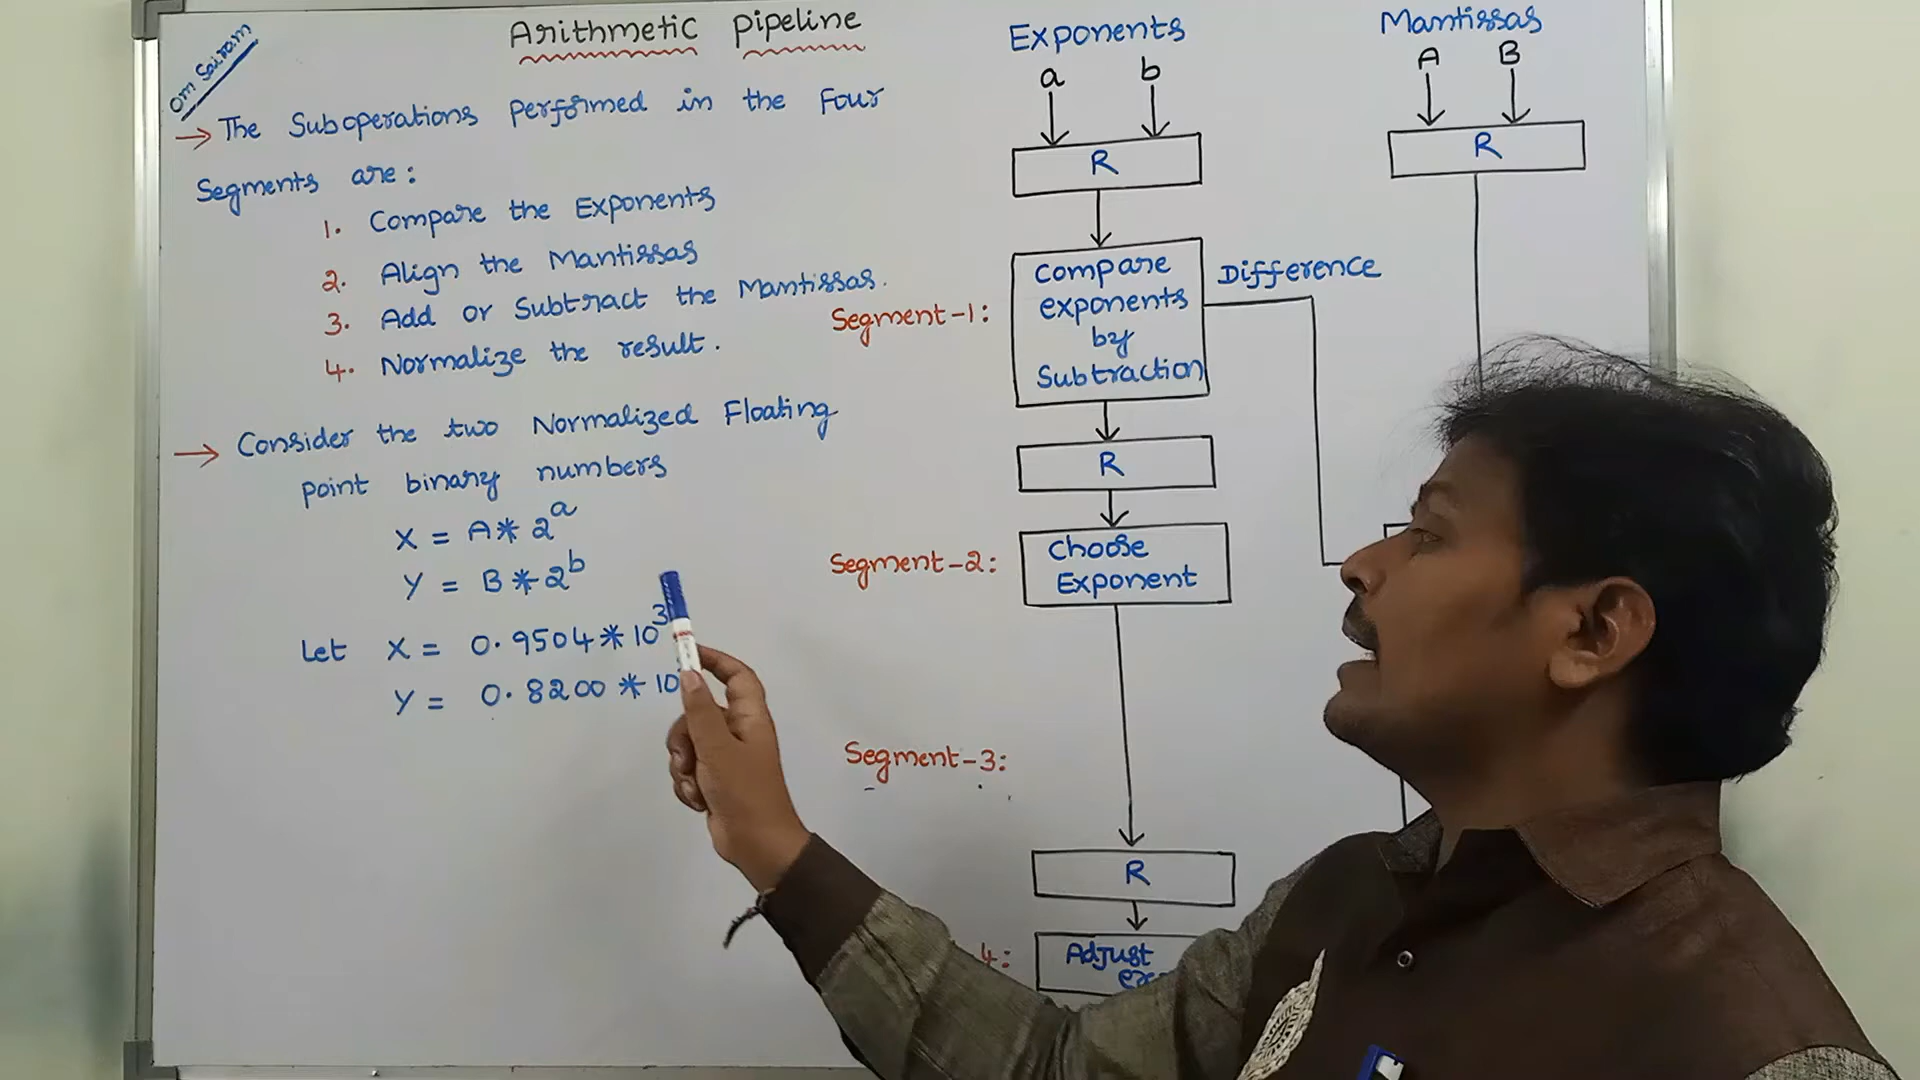 Om Sairam
Arithmetic Pipeline
→ The Suboperations performed in the Four
Segments are:
1. Compare the Exponents
2. Align the Mantissas
3. Add or Subtract the Mantissas.
4. Normalize the result.
→ Consider the two Normalized Floating
point binary numbers
X = A * 2^a
Y = B * 2^b
Let X = 0.9504 * 10^3
Y = 0.8200 * 10
Exponents
a b
R
Segment-1:
Compare
exponents
by
Subtraction
Difference
R
Segment-2:
Choose
Exponent
Segment-3:
R
4:
Adjust
Mantissas
A B
R